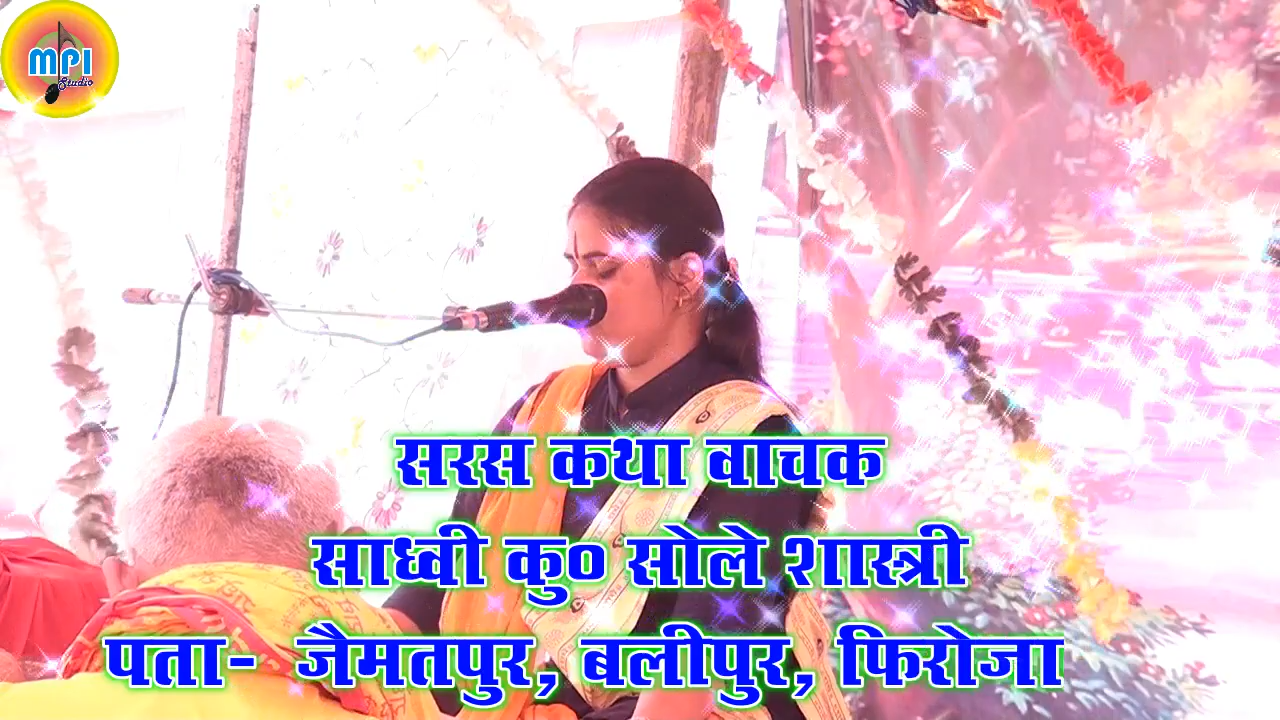 MPI
Studio
सरस कथा वाचक
साध्वी कु० सोले शास्त्री
पता- जैमतपुर, बलीपुर, फिरोजा